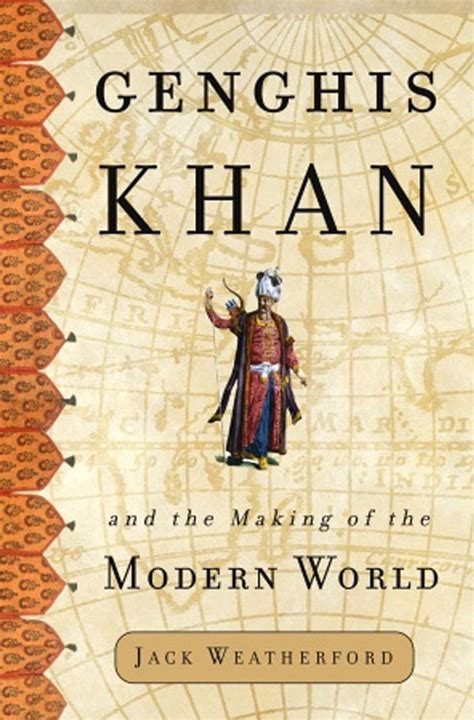 GENGHIS
KHAN
and the Making of the
MODERN WORLD
JACK WEATHERFORD